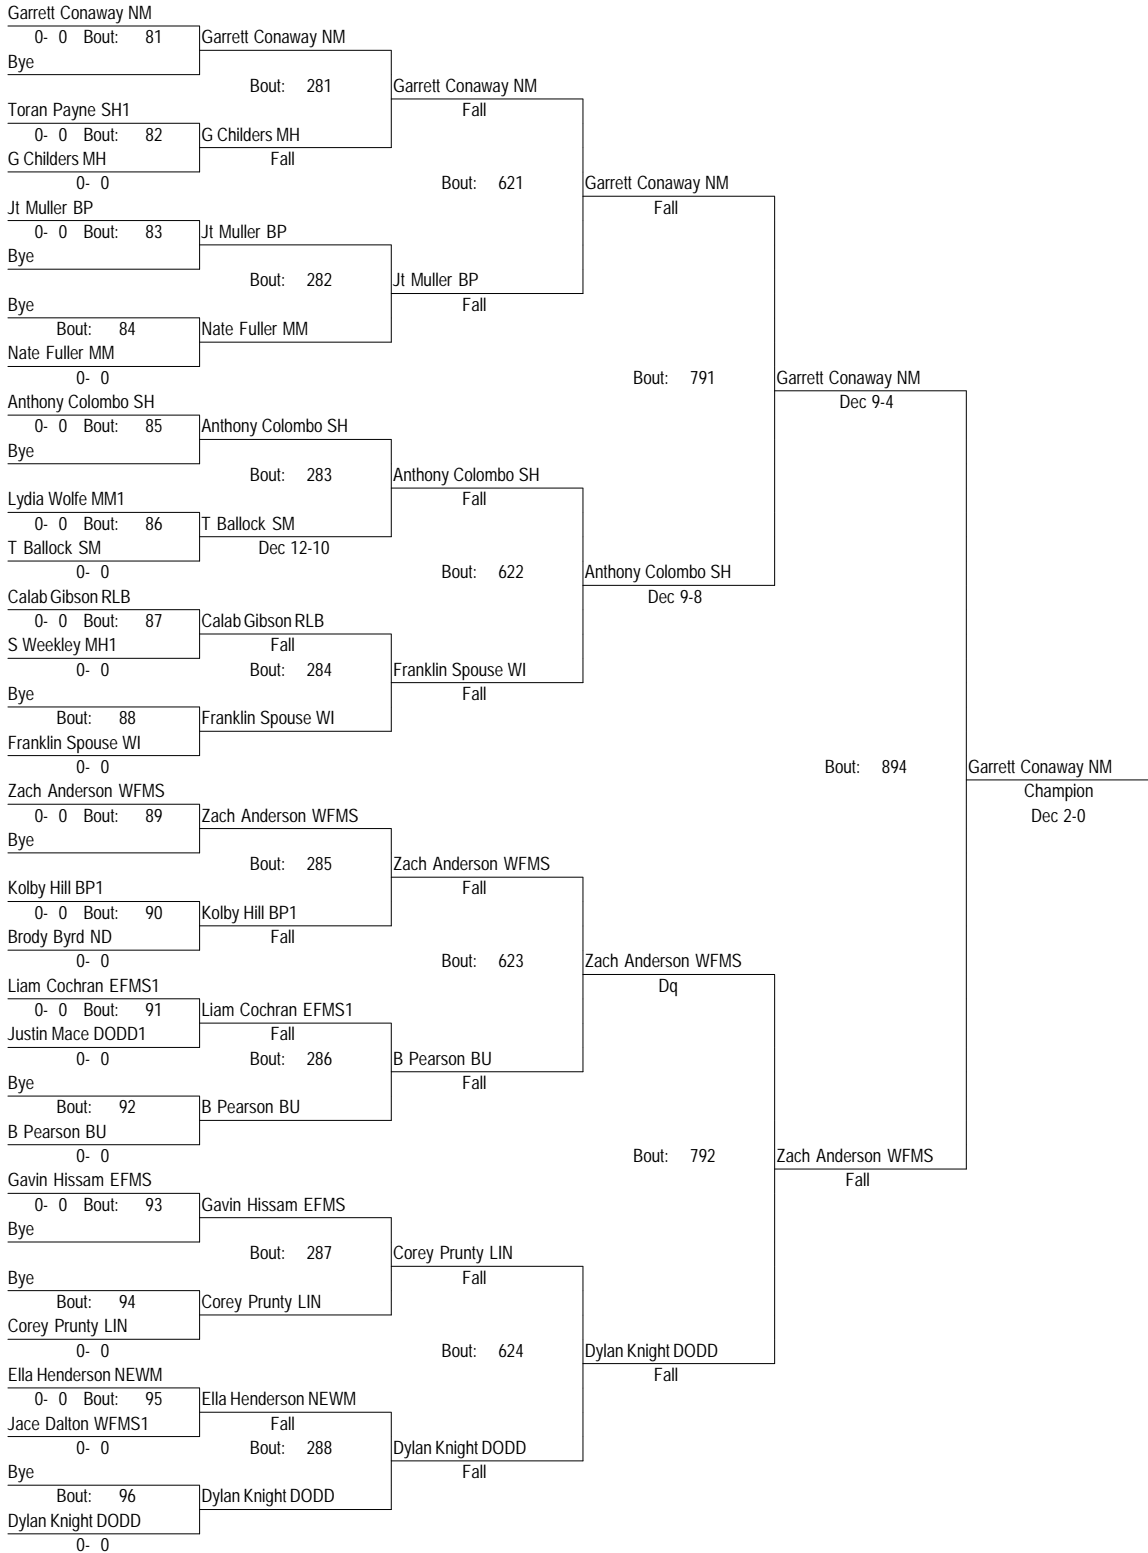 Garrett Conaway NM
0- 0 Bout: 81 Garrett Conaway NM
Bye
Bout: 281 Garrett Conaway NM
Toran Payne SH1 Fall
0- 0 Bout: 82 G Childers MH
G Childers MH Fall
0- 0 Bout: 621 Garrett Conaway NM
Jt Muller BP Fall
0- 0 Bout: 83 Jt Muller BP
Bye
Bout: 282 Jt Muller BP
Bye Fall
Bout: 84 Nate Fuller MM
Nate Fuller MM
0- 0 Bout: 791 Garrett Conaway NM
Anthony Colombo SH Dec 9-4
0- 0 Bout: 85 Anthony Colombo SH
Bye
Bout: 283 Anthony Colombo SH
Lydia Wolfe MM1 Fall
0- 0 Bout: 86 T Ballock SM
T Ballock SM Dec 12-10
0- 0 Bout: 622 Anthony Colombo SH
Calab Gibson RLB Dec 9-8
0- 0 Bout: 87 Calab Gibson RLB
S Weekley MH1 Fall
0- 0 Bout: 284 Franklin Spouse WI
Bye Fall
Bout: 88 Franklin Spouse WI
Franklin Spouse WI
0- 0 Bout: 894 Garrett Conaway NM
Zach Anderson WFMS Champion
0- 0 Bout: 89 Zach Anderson WFMS Dec 2-0
Bye
Bout: 285 Zach Anderson WFMS
Kolby Hill BP1 Fall
0- 0 Bout: 90 Kolby Hill BP1
Brody Byrd ND Fall
0- 0 Bout: 623 Zach Anderson WFMS
Liam Cochran EFMS1 Dq
0- 0 Bout: 91 Liam Cochran EFMS1
Justin Mace DODD1 Fall
0- 0 Bout: 286 B Pearson BU
Bye Fall
Bout: 92 B Pearson BU
B Pearson BU
0- 0 Bout: 792 Zach Anderson WFMS
Gavin Hissam EFMS Fall
0- 0 Bout: 93 Gavin Hissam EFMS
Bye
Bout: 287 Corey Prunty LIN
Bye Fall
Bout: 94 Corey Prunty LIN
Corey Prunty LIN
0- 0 Bout: 624 Dylan Knight DODD
Ella Henderson NEWM Fall
0- 0 Bout: 95 Ella Henderson NEWM
Jace Dalton WFMS1 Fall
0- 0 Bout: 288 Dylan Knight DODD
Bye Fall
Bout: 96 Dylan Knight DODD
Dylan Knight DODD
0- 0